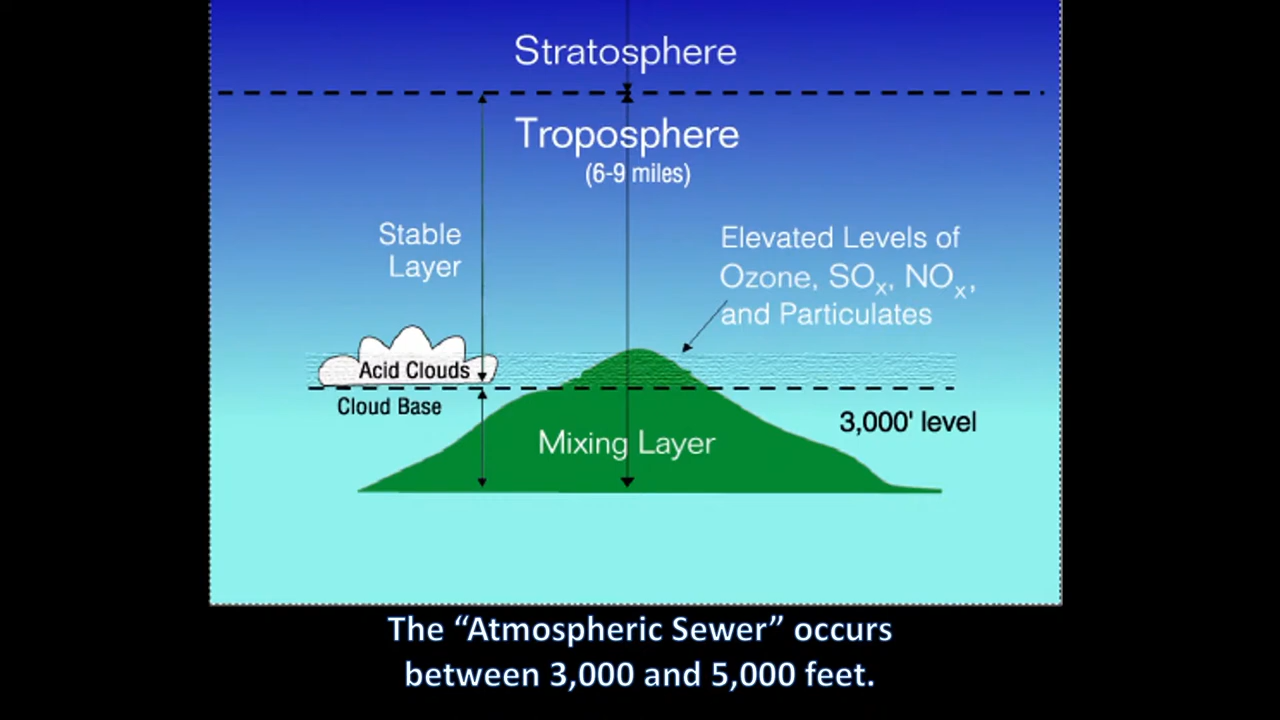 Stratosphere
Troposphere
(6-9 miles)
Stable
Layer
Elevated Levels of
Ozone, SOx, NOx,
and Particulates
Acid Clouds
Cloud Base
3,000' level
Mixing Layer
The “Atmospheric Sewer” occurs
between 3,000 and 5,000 feet.